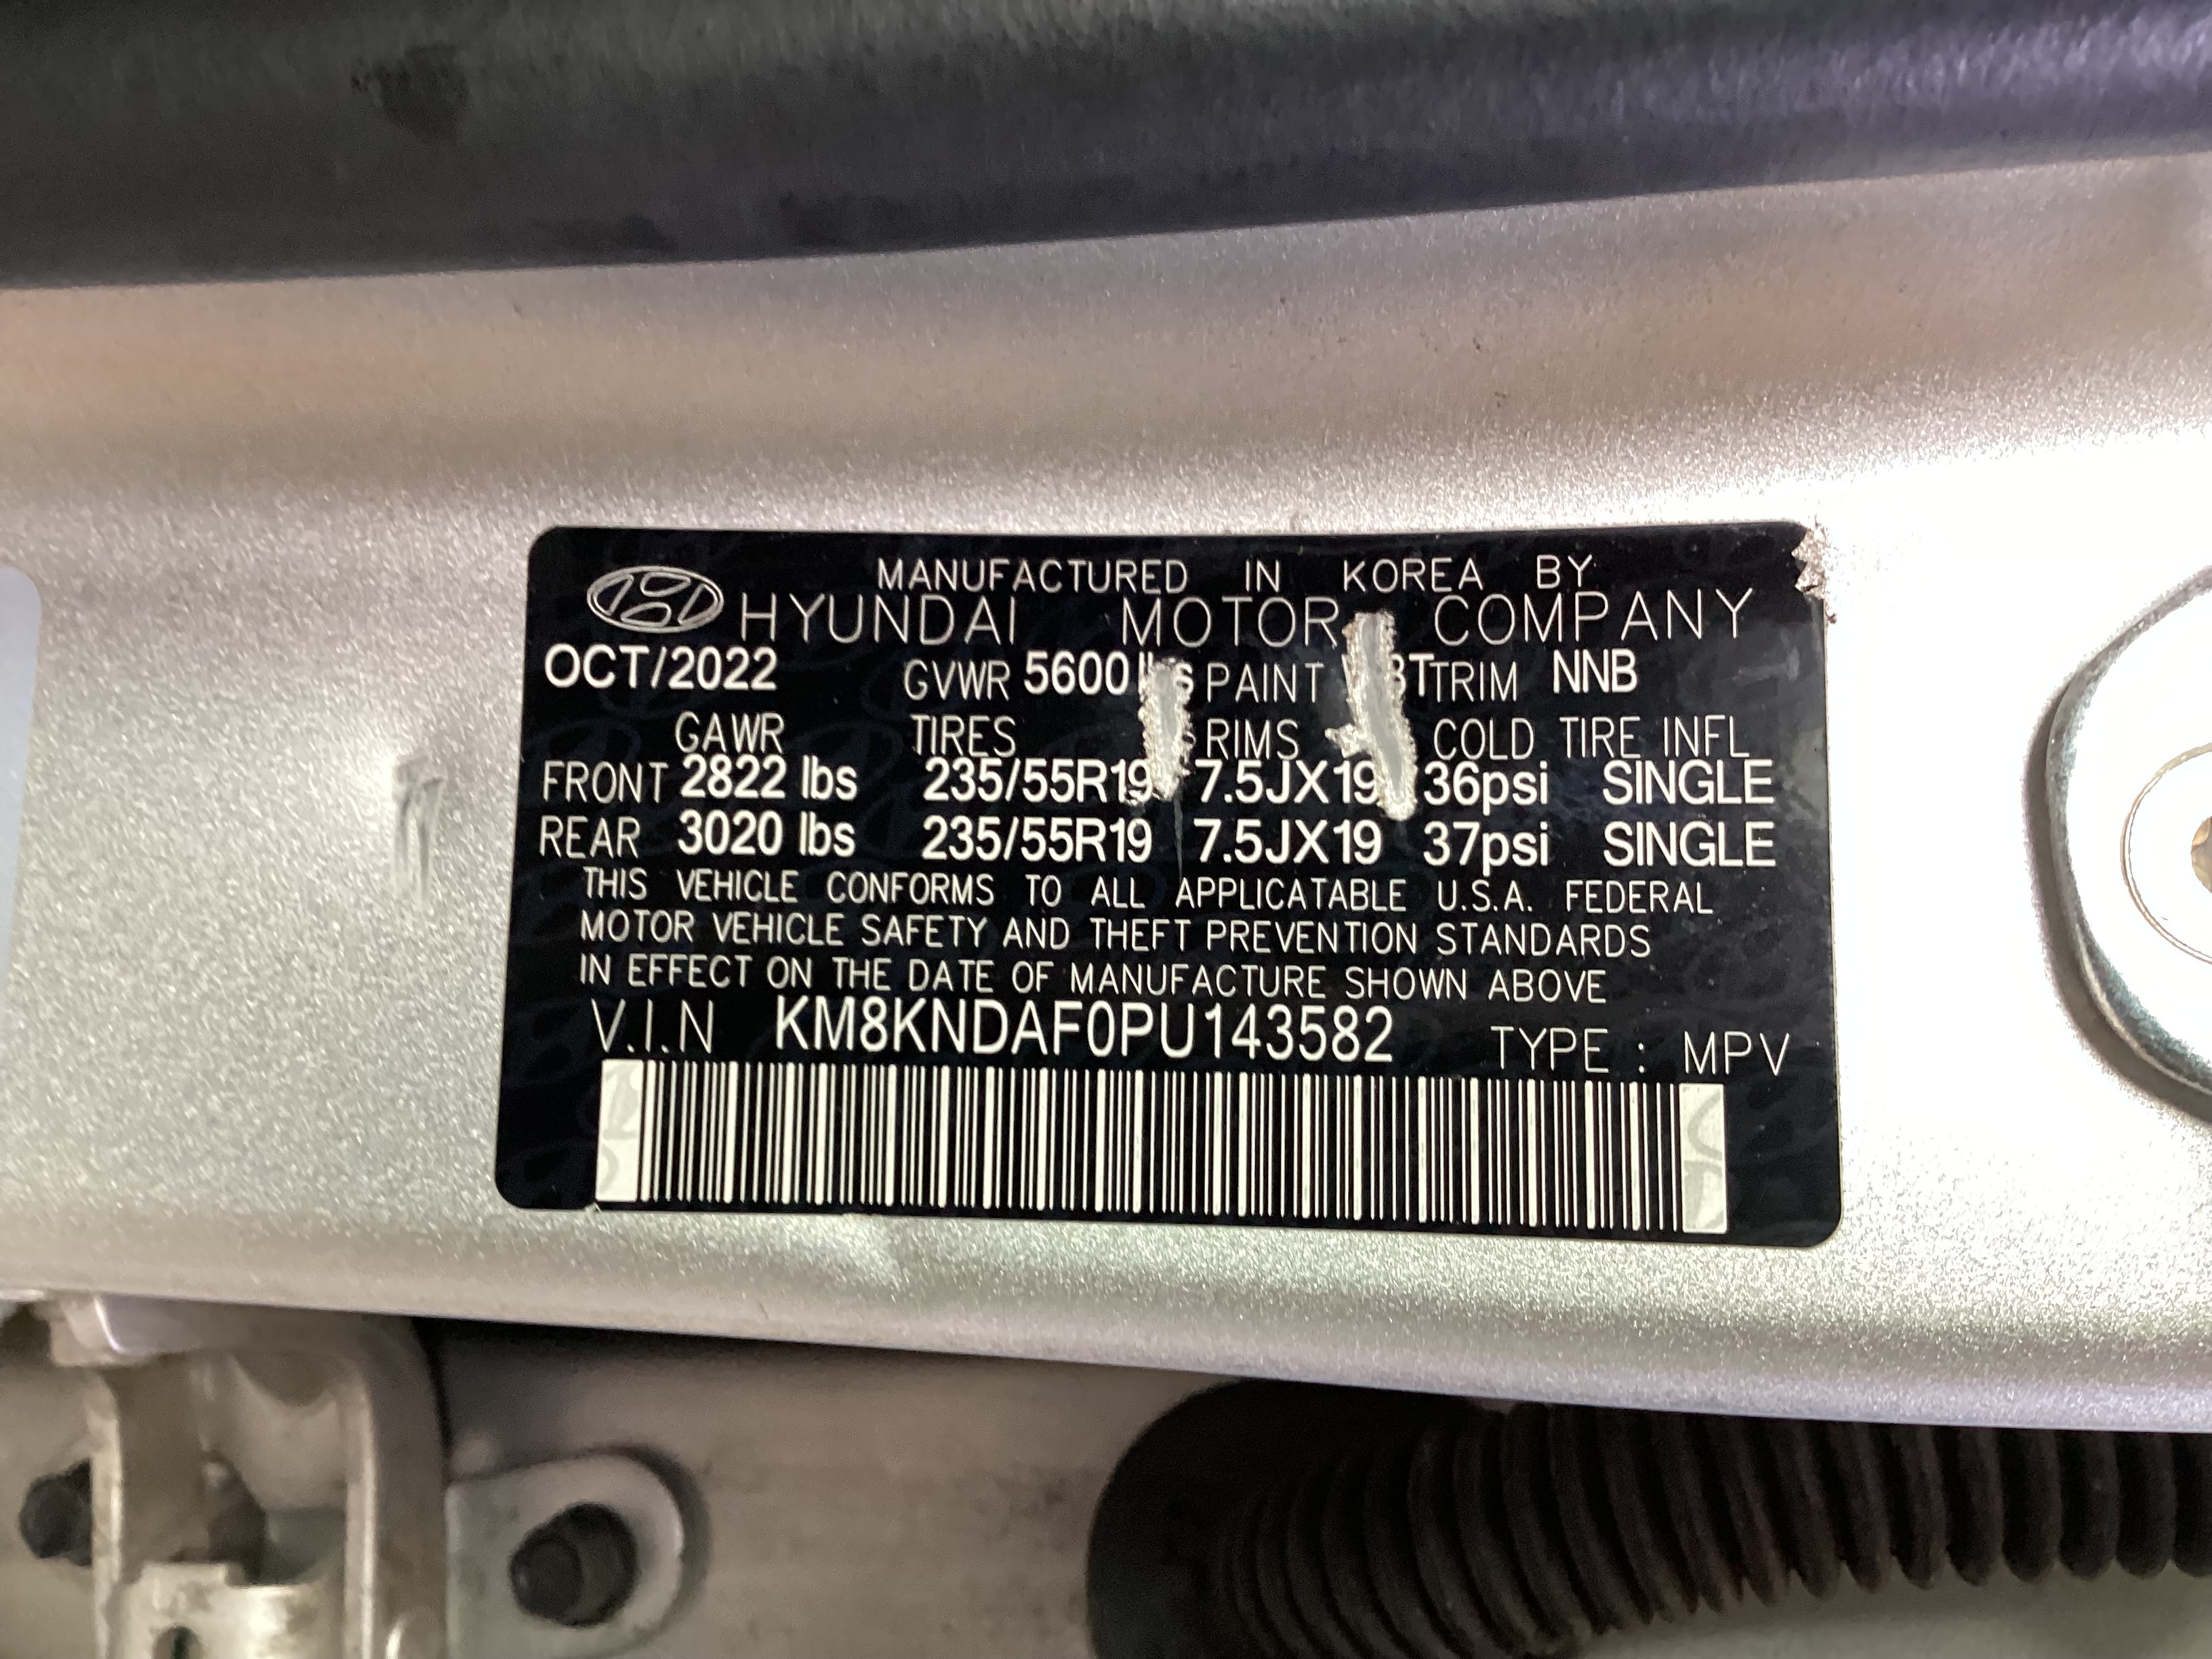 MANUFACTURED IN KOREA BY
HYUNDAI MOTOR COMPANY
OCT/2022 GVWR 5600 lbs PAINT TRIM NNB
GAWR TIRES RIMS COLD TIRE INFL
FRONT 2822 lbs 235/55R19 7.5JX19 36psi SINGLE
REAR 3020 lbs 235/55R19 7.5JX19 37psi SINGLE
THIS VEHICLE CONFORMS TO ALL APPLICATABLE U.S.A. FEDERAL
MOTOR VEHICLE SAFETY AND THEFT PREVENTION STANDARDS
IN EFFECT ON THE DATE OF MANUFACTURE SHOWN ABOVE
V.I.N KM8KNDAF0PU143582 TYPE : MPV